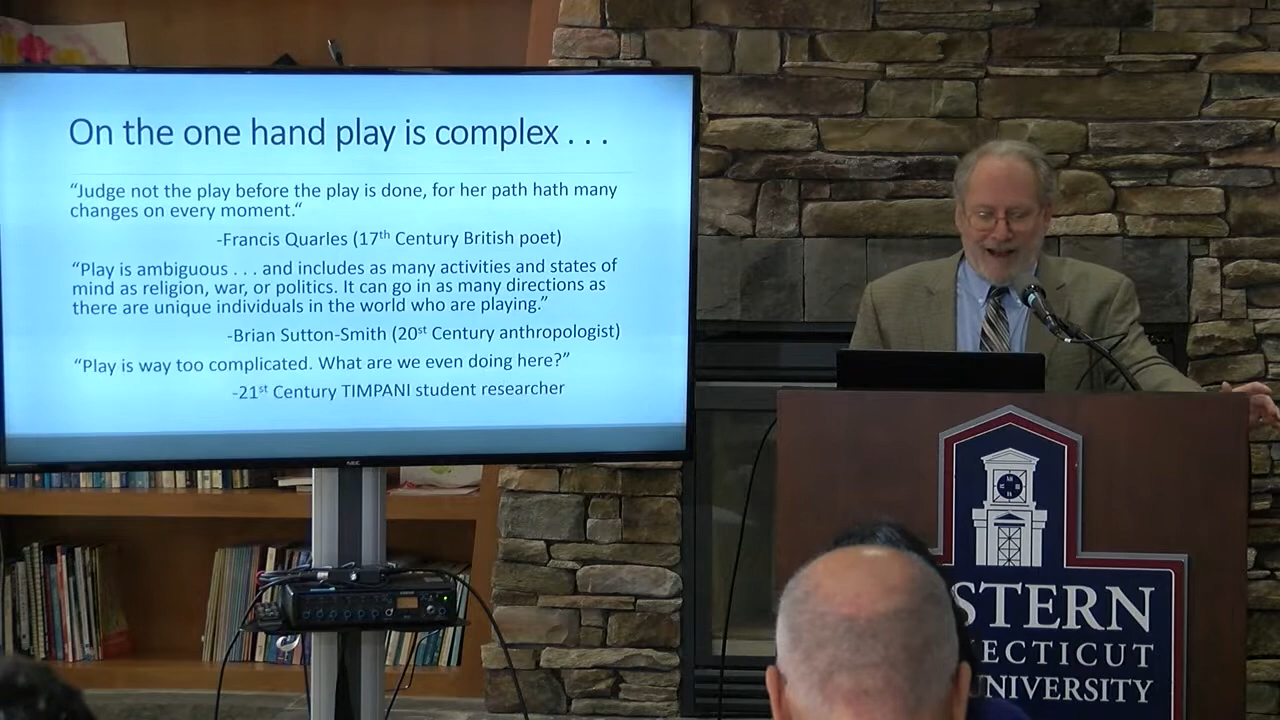 On the one hand play is complex . . .
“Judge not the play before the play is done, for her path hath many
changes on every moment.“
-Francis Quarles (17th Century British poet)
“Play is ambiguous . . . and includes as many activities and states of
mind as religion, war, or politics. It can go in as many directions as
there are unique individuals in the world who are playing.”
-Brian Sutton-Smith (20st Century anthropologist)
“Play is way too complicated. What are we even doing here?”
-21st Century TIMPANI student researcher
NEC
STERN
ECTICUT
UNIVERSITY